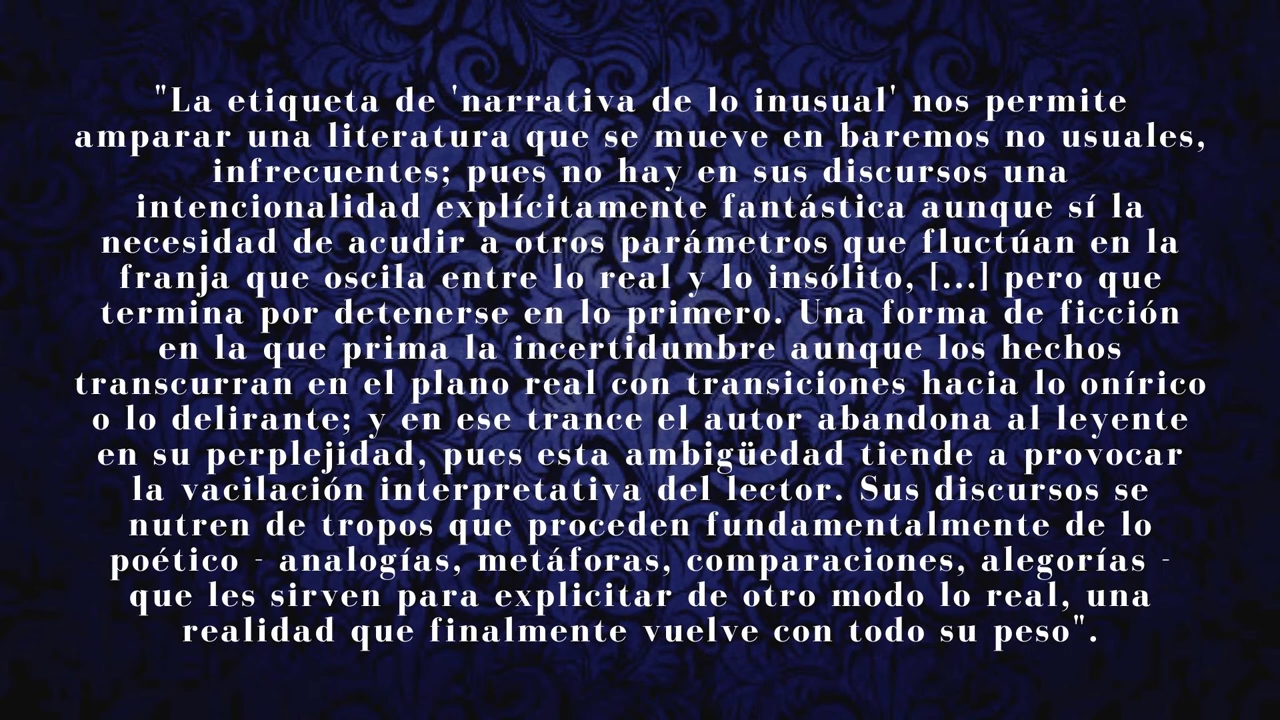 "La etiqueta de 'narrativa de lo inusual' nos permite
amparar una literatura que se mueve en baremos no usuales,
infrecuentes; pues no hay en sus discursos una
intencionalidad explícitamente fantástica aunque sí la
necesidad de acudir a otros parámetros que fluctúan en la
franja que oscila entre lo real y lo insólito, [...] pero que
termina por detenerse en lo primero. Una forma de ficción
en la que prima la incertidumbre aunque los hechos
transcurran en el plano real con transiciones hacia lo onírico
o lo delirante; y en ese trance el autor abandona al leyente
en su perplejidad, pues esta ambigüedad tiende a provocar
la vacilación interpretativa del lector. Sus discursos se
nutren de tropos que proceden fundamentalmente de lo
poético - analogías, metáforas, comparaciones, alegorías -
que les sirven para explicitar de otro modo lo real, una
realidad que finalmente vuelve con todo su peso".